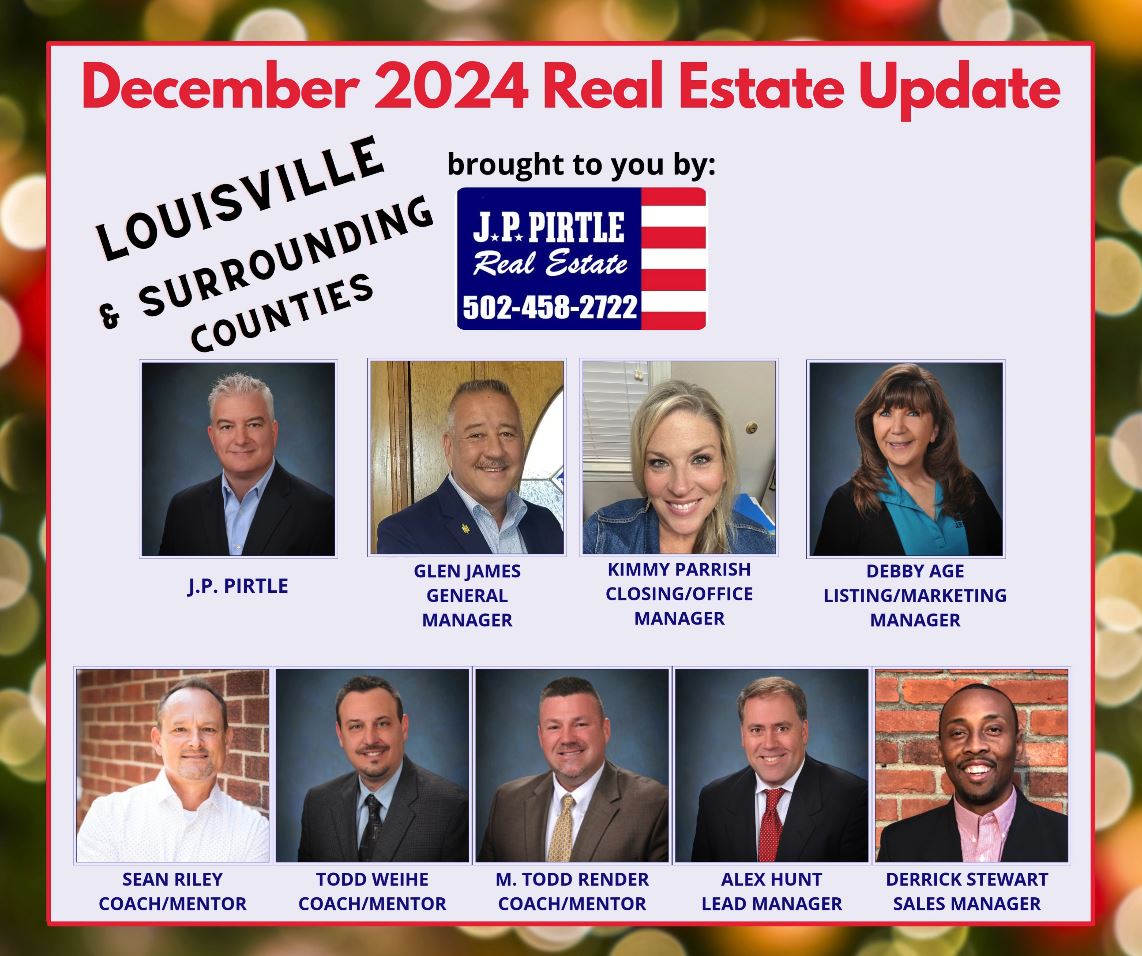 December 2024 Real Estate Update
LOUISVILLE
& SURROUNDING
COUNTIES
brought to you by:
J.P. PIRTLE
Real Estate
502-458-2722
J.P. PIRTLE
GLEN JAMES
GENERAL
MANAGER
KIMMY PARRISH
CLOSING/OFFICE
MANAGER
DEBBY AGE
LISTING/MARKETING
MANAGER
SEAN RILEY
COACH/MENTOR
TODD WEIHE
COACH/MENTOR
M. TODD RENDER
COACH/MENTOR
ALEX HUNT
LEAD MANAGER
DERRICK STEWART
SALES MANAGER